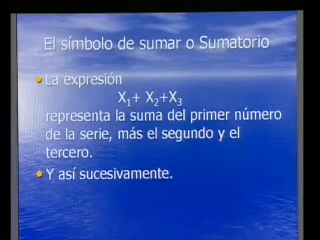 El símbolo de sumar o Sumatorio
La expresión
X₁+ X₂+X₃
representa la suma del primer número
de la serie, más el segundo y el
tercero.
Y así sucesivamente.